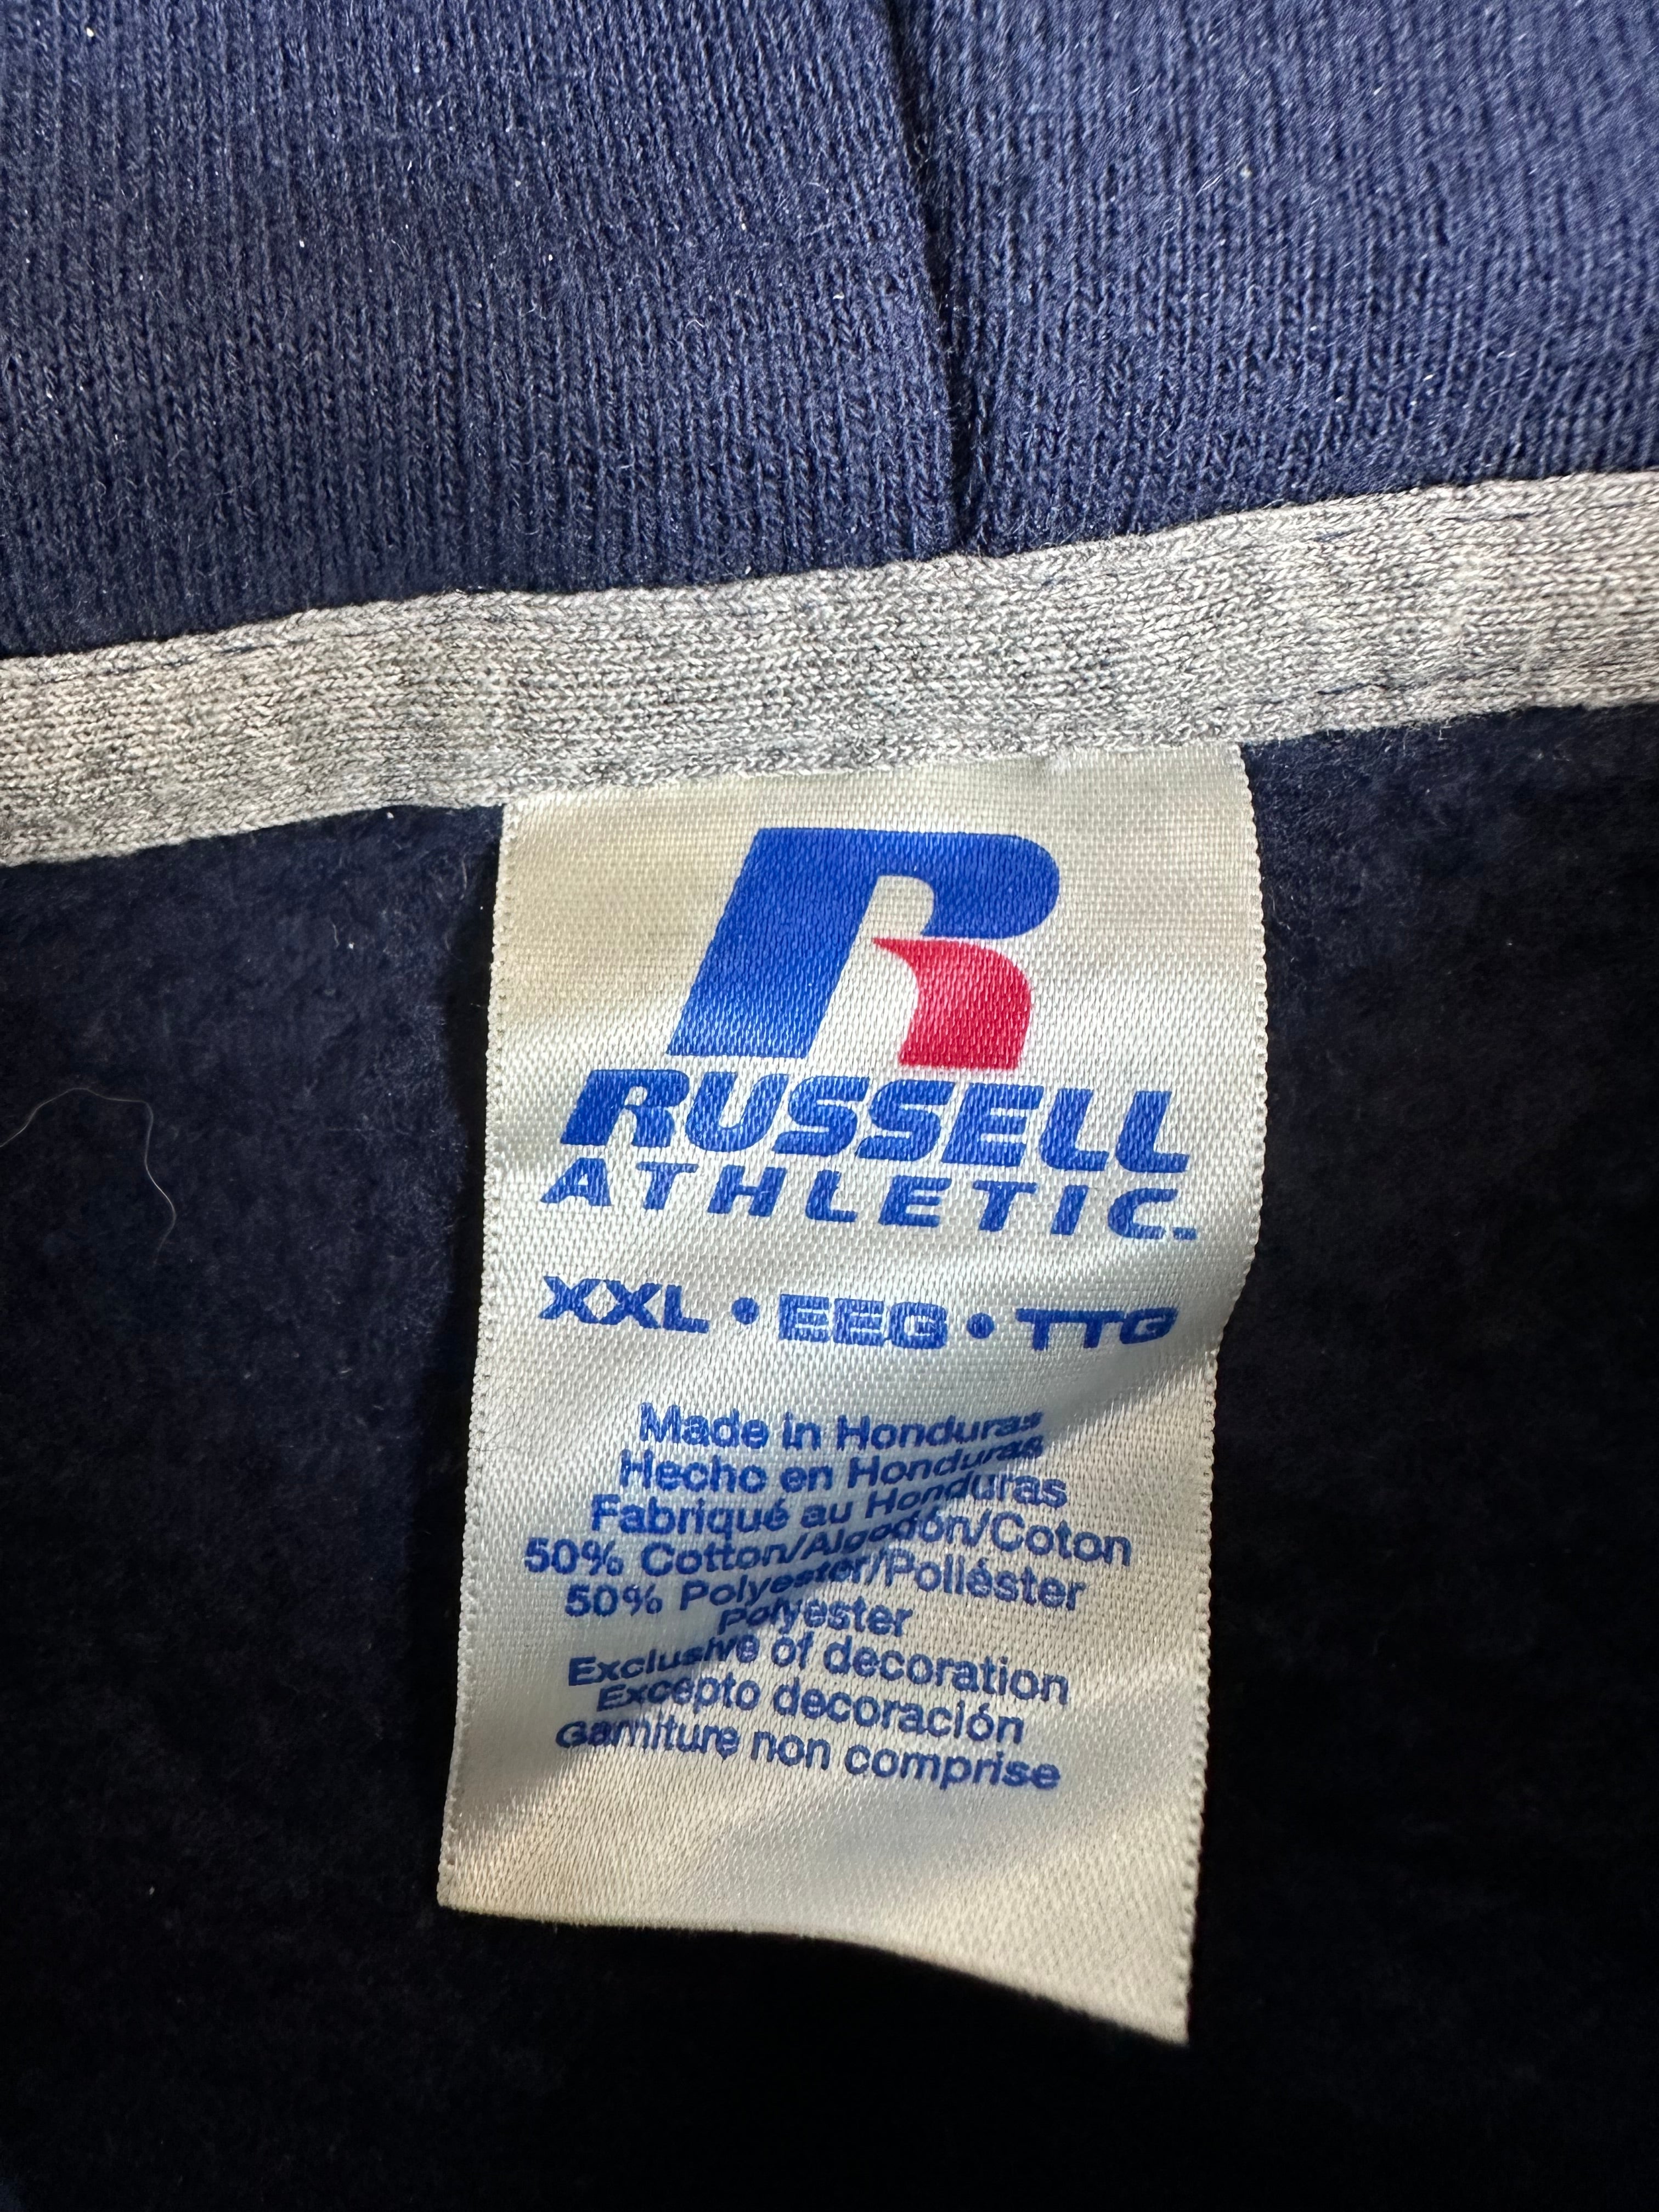 R
RUSSELL
ATHLETIC
XXL • EEG • TTG
Made in Honduras
Hecho en Honduras
Fabriqué au Honduras
50% Cotton/Algodón/Coton
50% Polyester/Poliéster
Polyester
Exclusive of decoration
Excepto decoración
Garniture non comprise